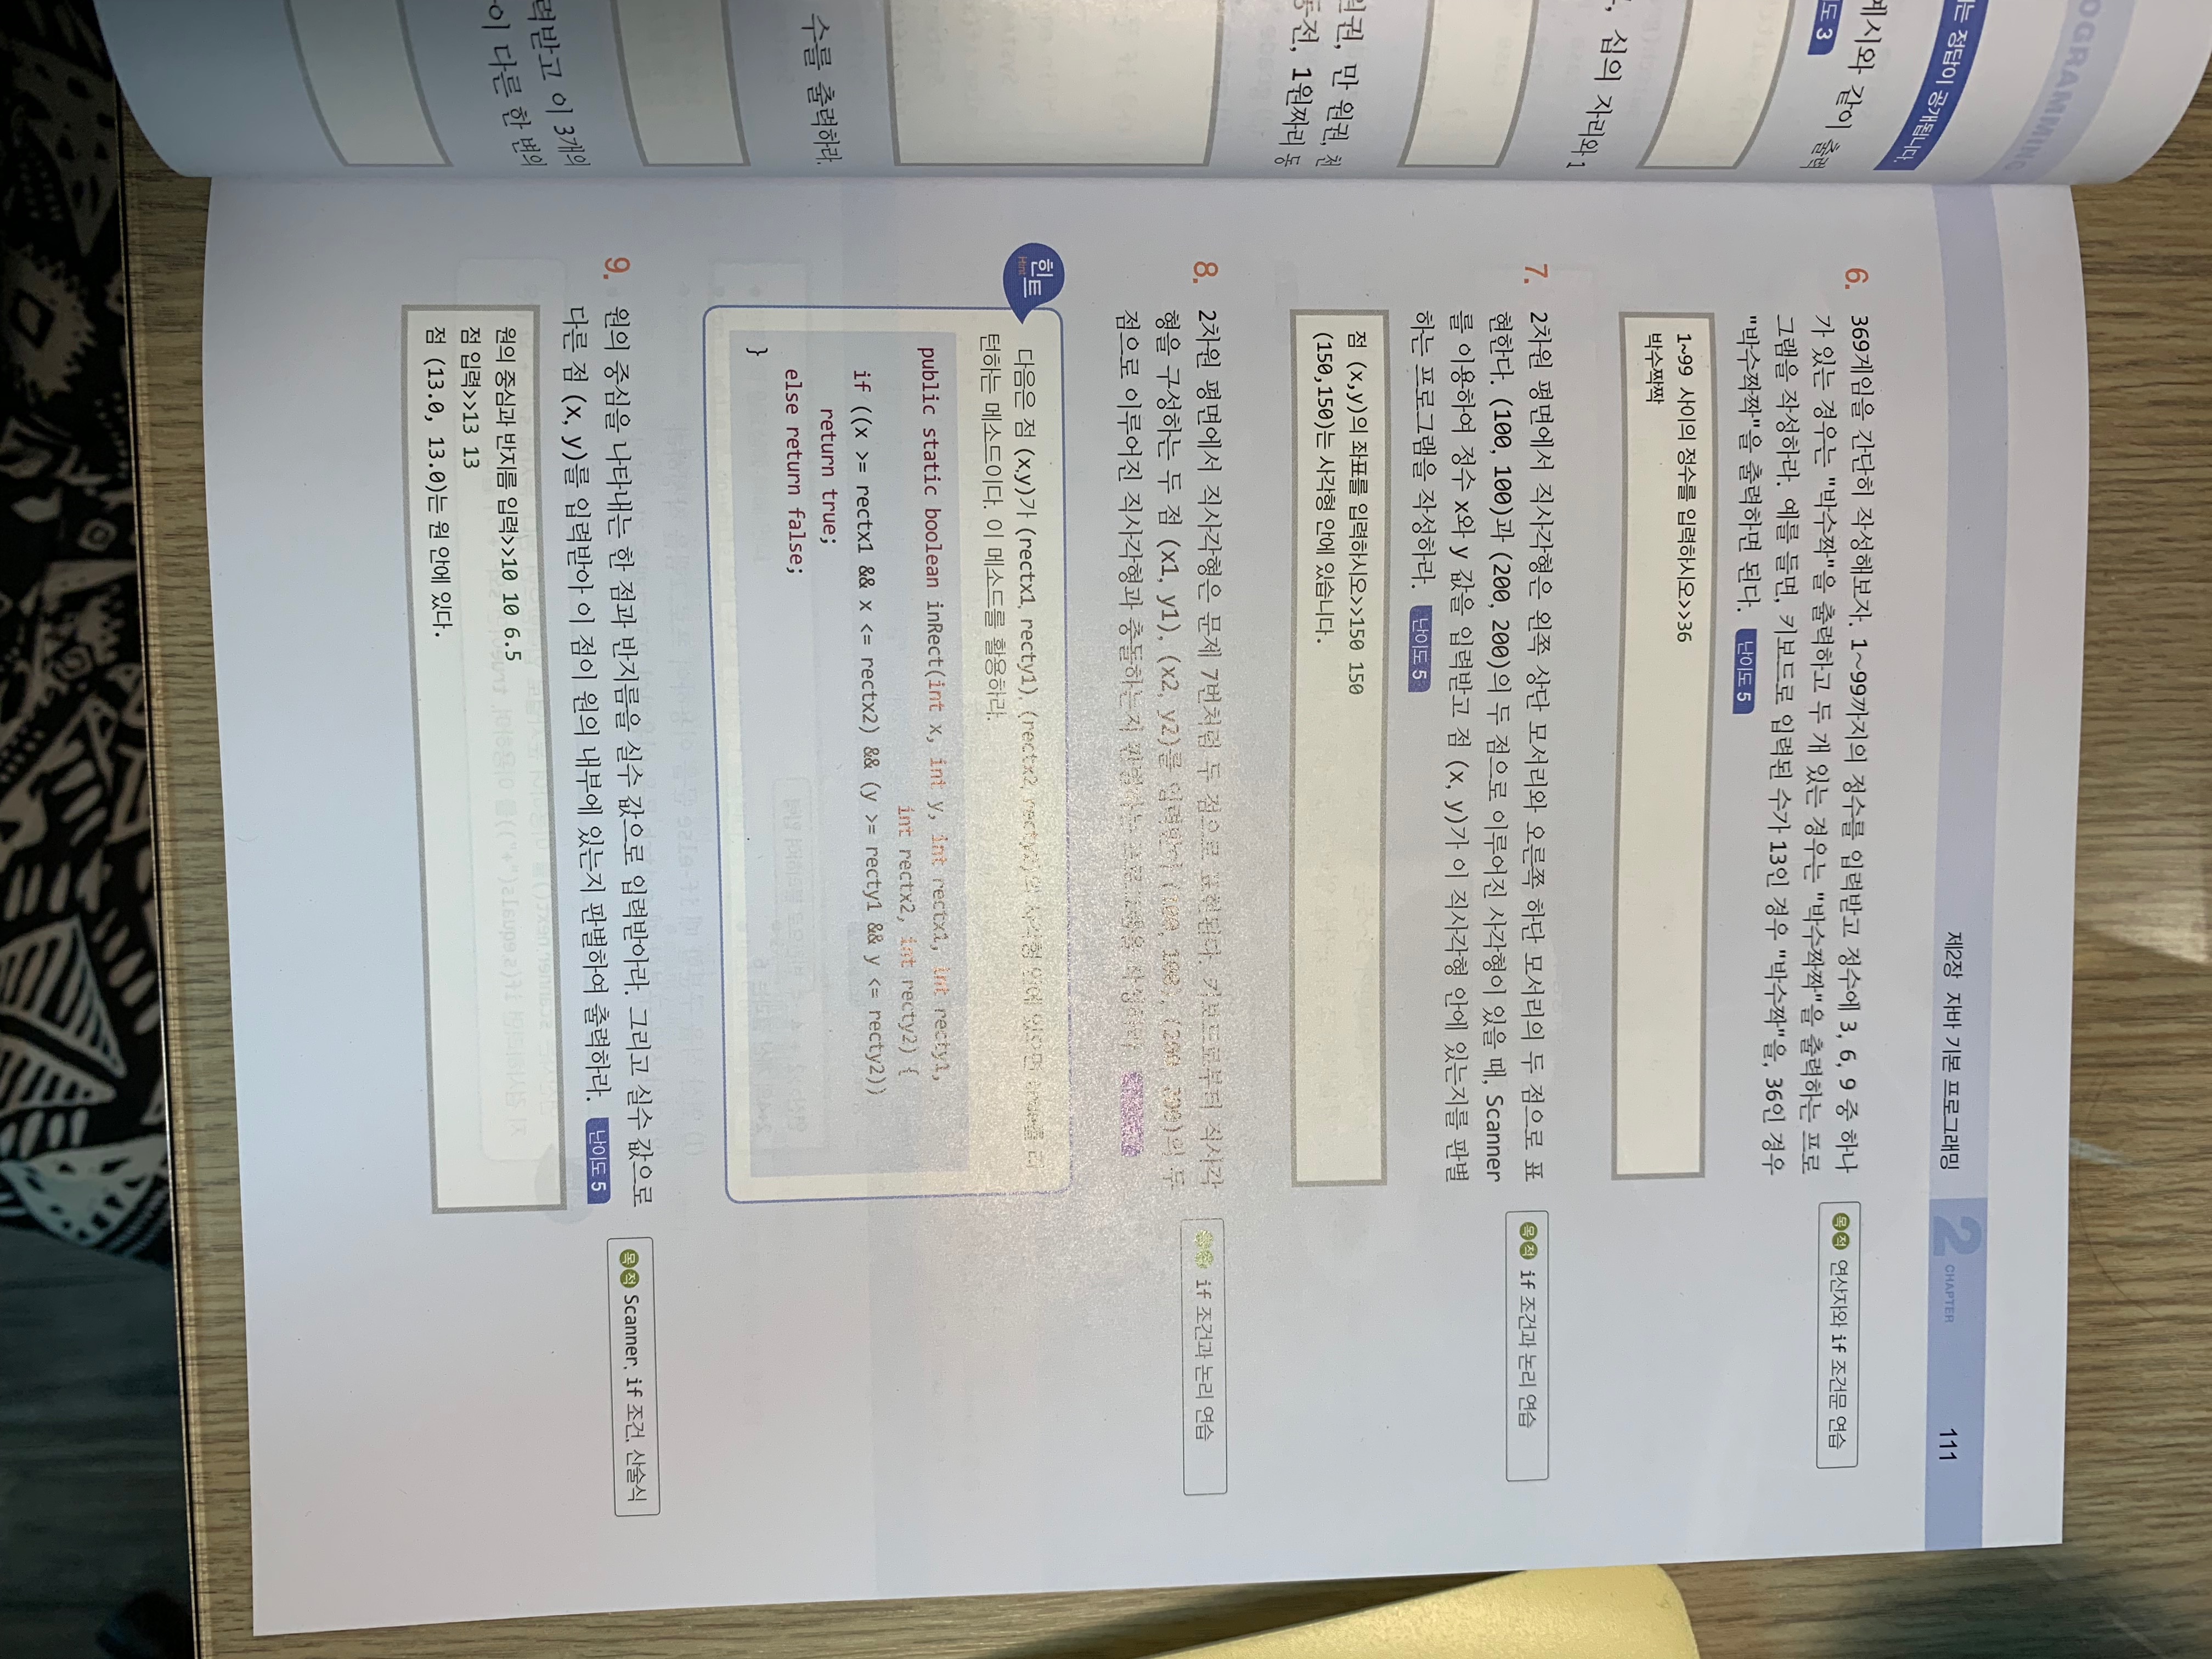 OGRAMMING
는 정답이 공개됩니다.
예시와 같이 출력
도 3
십의 자리와 1
원권, 만 원권, 천
동전, 1원짜리 동
수를 출력하라.
력받고 이 3개의
이 다른 한 변의
제2장 자바 기본 프로그래밍 2 CHAPTER 111
6. 369게임을 간단히 작성해보자. 1~99까지의 정수를 입력받고 정수에 3, 6, 9 중 하나
가 있는 경우는 "박수짝"을 출력하고 두 개 있는 경우는 "박수짝짝"을 출력하는 프로
그램을 작성하라. 예를 들면, 키보드로 입력된 수가 13인 경우 "박수짝"을, 36인 경우
"박수짝짝"을 출력하면 된다. 난이도 5
목적 연산자와 if 조건문 연습
1~99 사이의 정수를 입력하시오>>36
박수짝짝
7. 2차원 평면에서 직사각형은 왼쪽 상단 모서리와 오른쪽 하단 모서리의 두 점으로 표
현한다. (100, 100)과 (200, 200)의 두 점으로 이루어진 사각형이 있을 때, Scanner
를 이용하여 정수 x와 y 값을 입력받고 점 (x, y)가 이 직사각형 안에 있는지를 판별
하는 프로그램을 작성하라. 난이도 5
목적 if 조건과 논리 연습
점 (x,y)의 좌표를 입력하시오>>150 150
(150,150)는 사각형 안에 있습니다.
8. 2차원 평면에서 직사각형은 문제 7번처럼 두 점으로 표현된다. 키보드로부터 직사각
형을 구성하는 두 점 (x1, y1), (x2, y2)를 입력받아 (100, 100), (200, 200)의 두
점으로 이루어진 직사각형과 충돌하는지 판별하는 프로그램을 작성하라.
if 조건과 논리 연습
힌트
Hint
다음은 점 (x,y)가 (rectx1, recty1), (rectx2, recty2)의 사각형 안에 있으면 true를 리
턴하는 메소드이다. 이 메소드를 활용하라.
public static boolean inRect(int x, int y, int rectx1, int recty1,
int rectx2, int recty2) {
if ((x >= rectx1 && x <= rectx2) && (y >= recty1 && y <= recty2))
return true;
else return false;
}
9. 원의 중심을 나타내는 한 점과 반지름을 실수 값으로 입력받아라. 그리고 실수 값으로
다른 점 (x, y)를 입력받아 이 점이 원의 내부에 있는지 판별하여 출력하라. 난이도 5
목적 Scanner, if 조건, 산술식
원의 중심과 반지름 입력>>10 10 6.5
점 입력>>13 13
점 (13.0, 13.0)는 원 안에 있다.